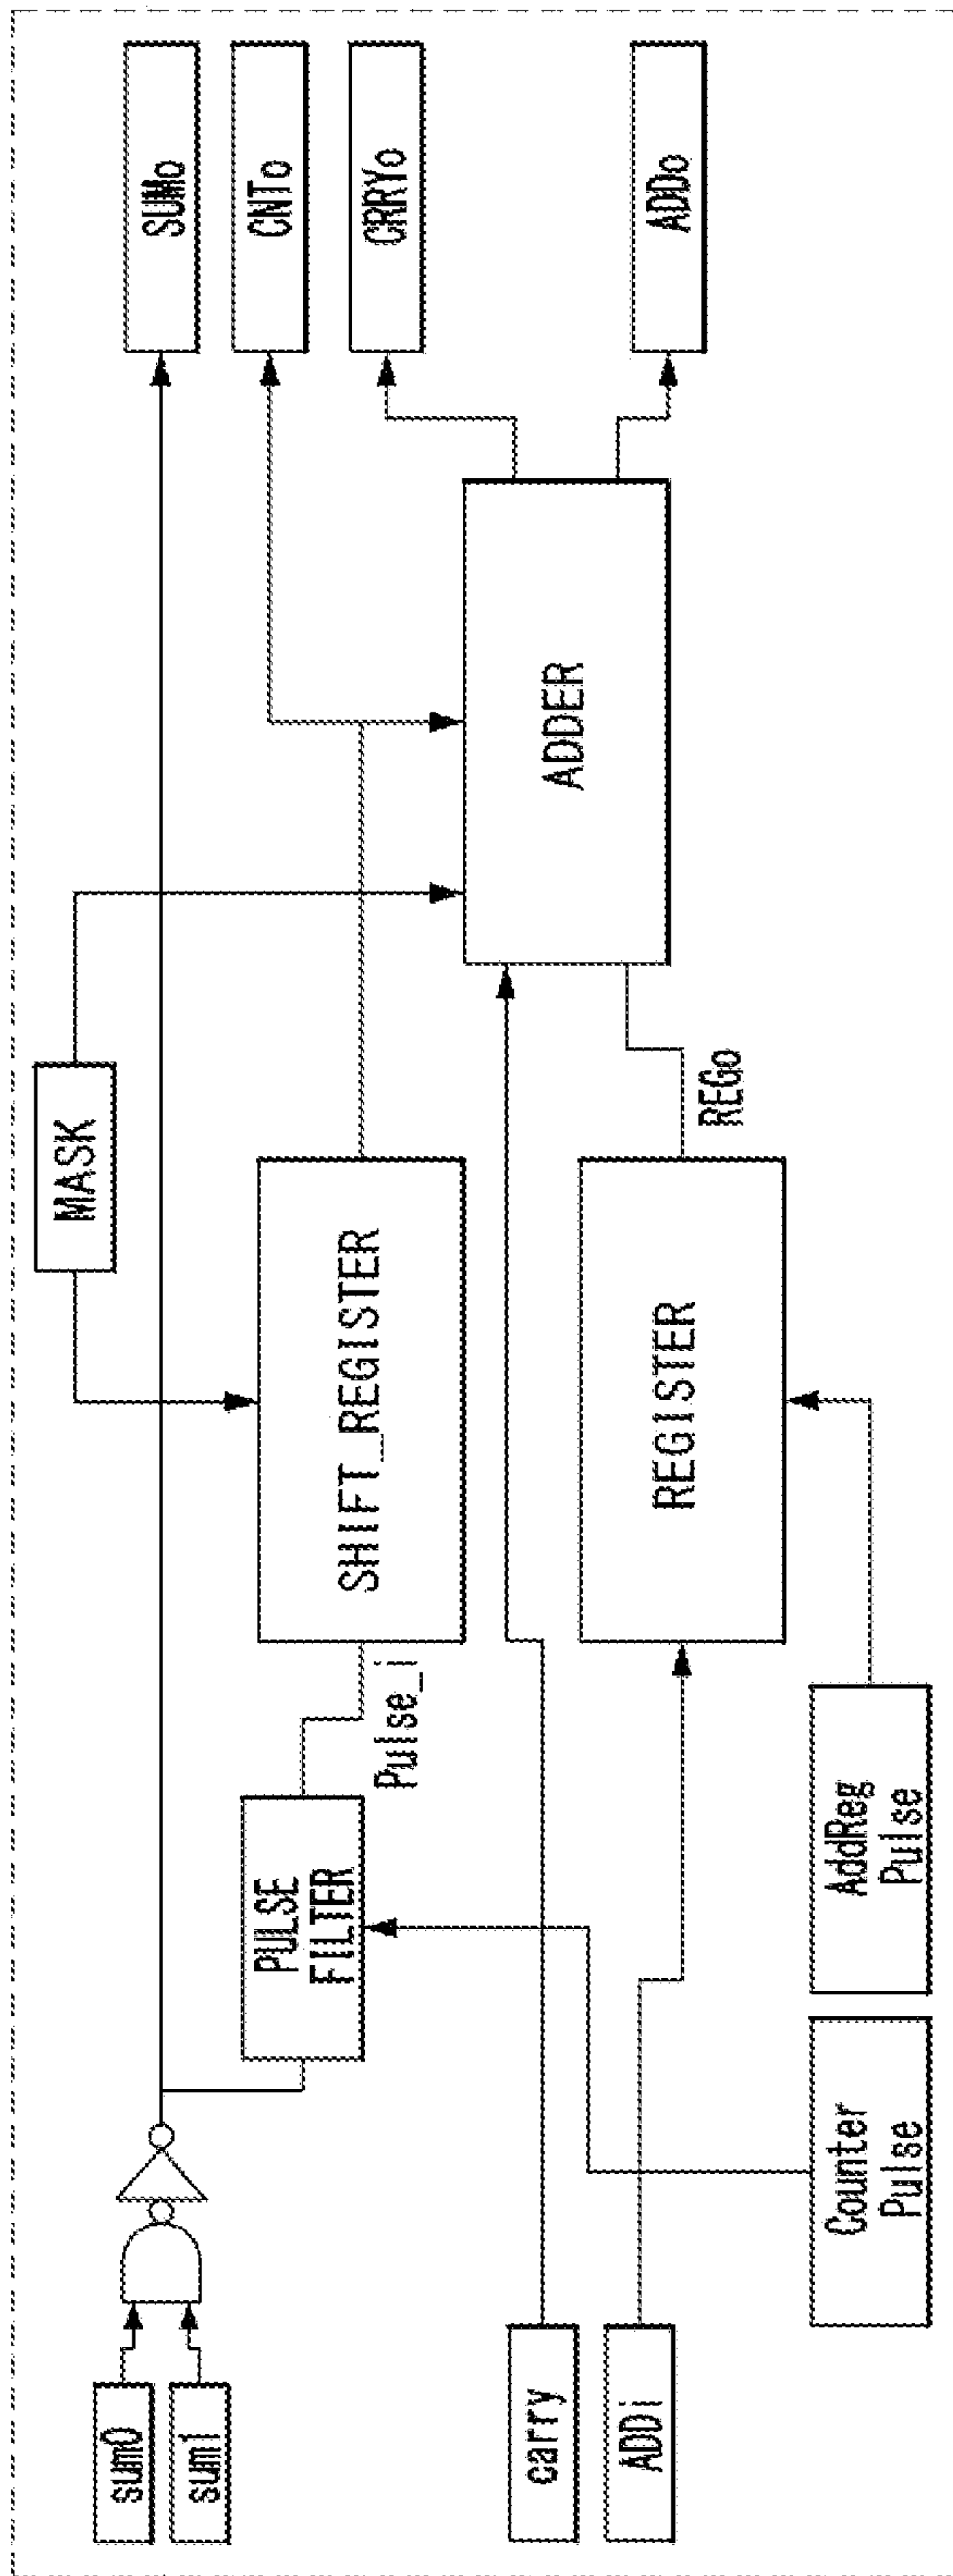 sum0
sum1
carry
ADDi
Counter
Pulse
AddReg
Pulse
PULSE
FILTER
Pulse_i
SHIFT_REGISTER
REGISTER
MASK
REGo
ADDER
SUMo
CNTo
CRRYo
ADDo